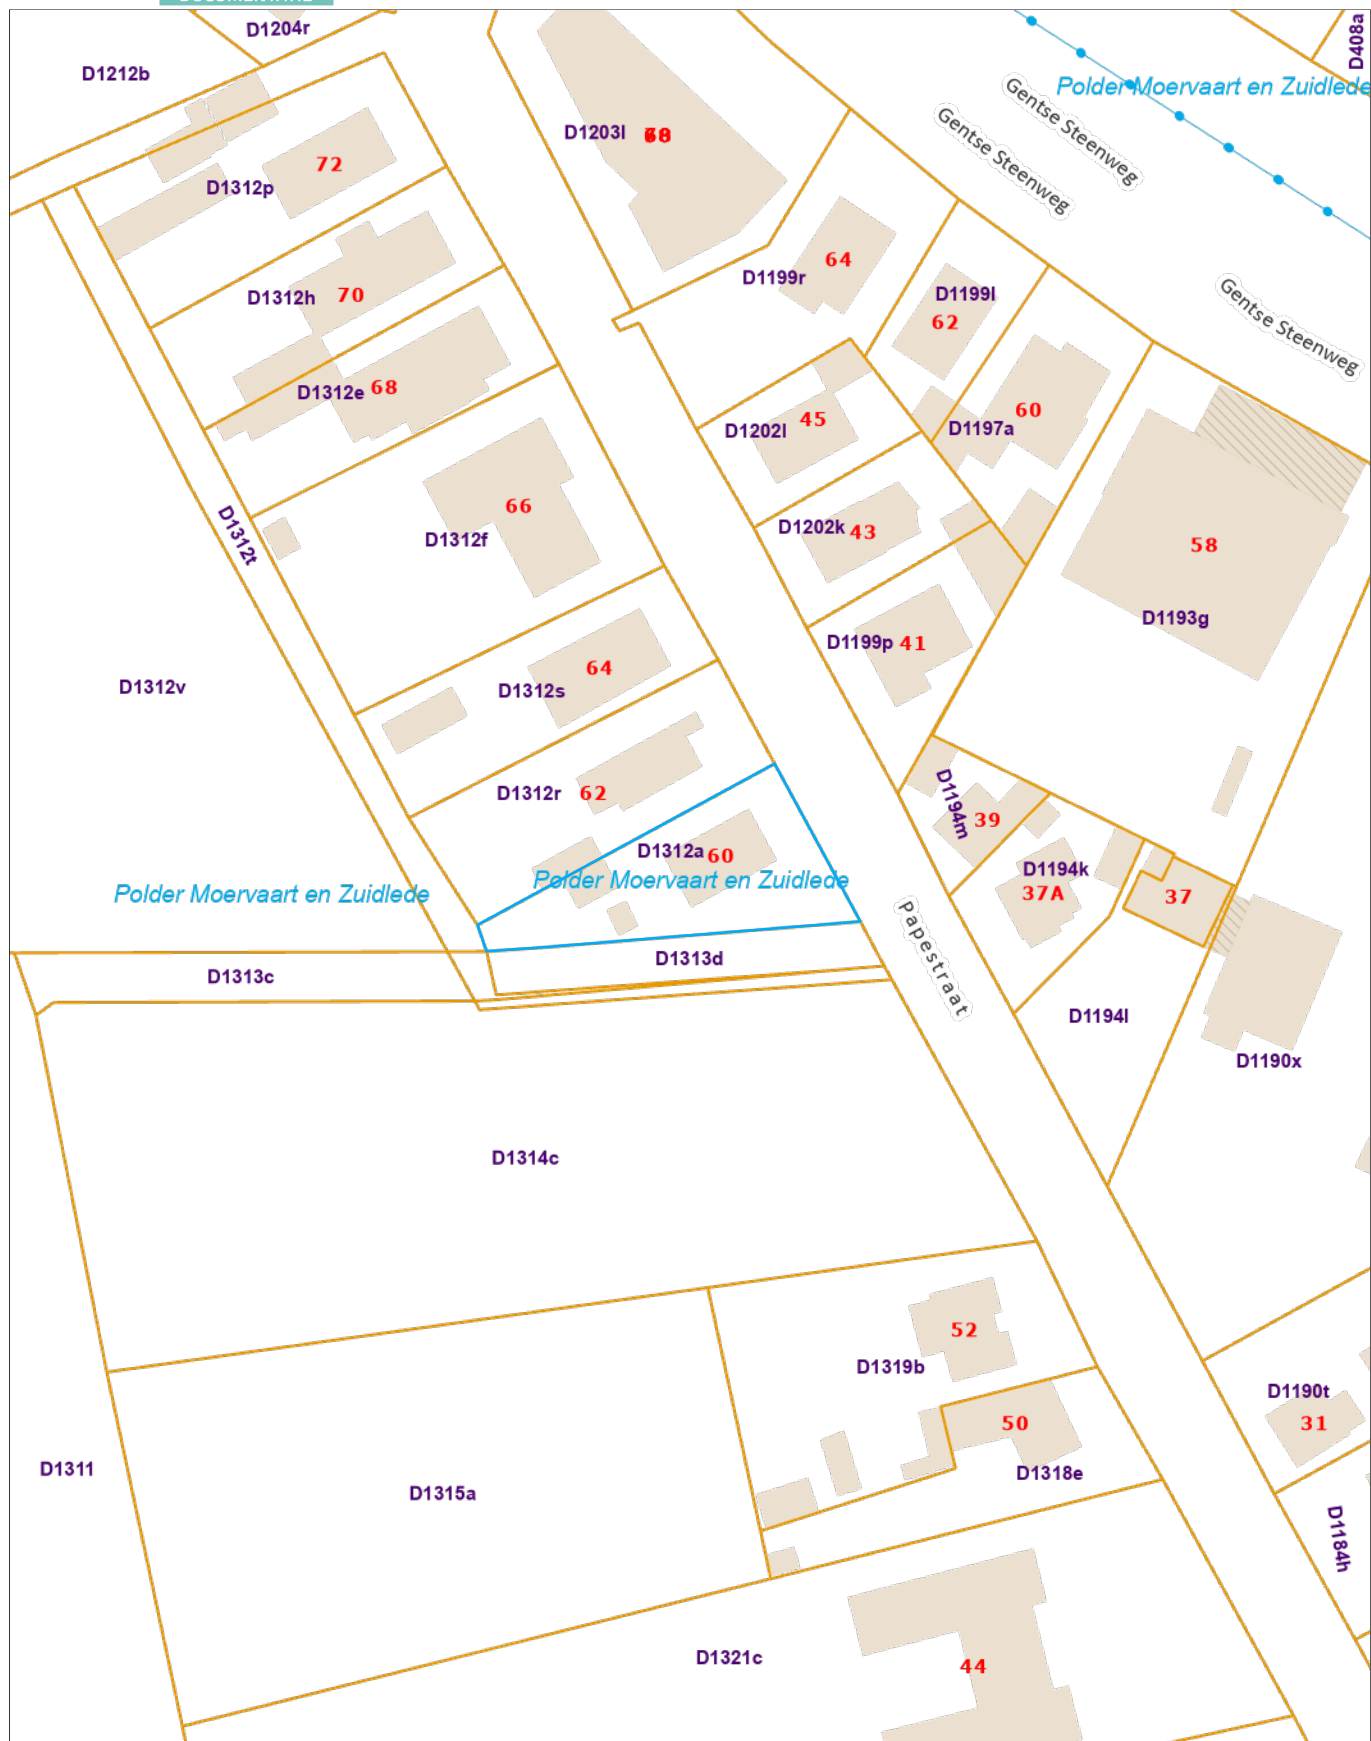 D1204r
D408a
D1212b
Polder Moervaart en Zuidlede
Gentse Steenweg
Gentse Steenweg
D1203l
72
D1312p
64
D1199r
D1312h
70
D1199l
62
Gentse Steenweg
D1312e
68
60
D1197a
45
D1202l
66
D1312f
D1312t
D1202k
43
58
D1193g
D1199p
41
64
D1312s
D1312v
D1312r
62
D1194m
39
D1312a
60
Polder Moervaart en Zuidlede
Polder Moervaart en Zuidlede
D1194k
37A
37
Papestraat
D1313d
D1313c
D1194l
D1190x
D1314c
52
D1319b
D1190t
31
50
D1318e
D1311
D1315a
D1184h
D1321c
44